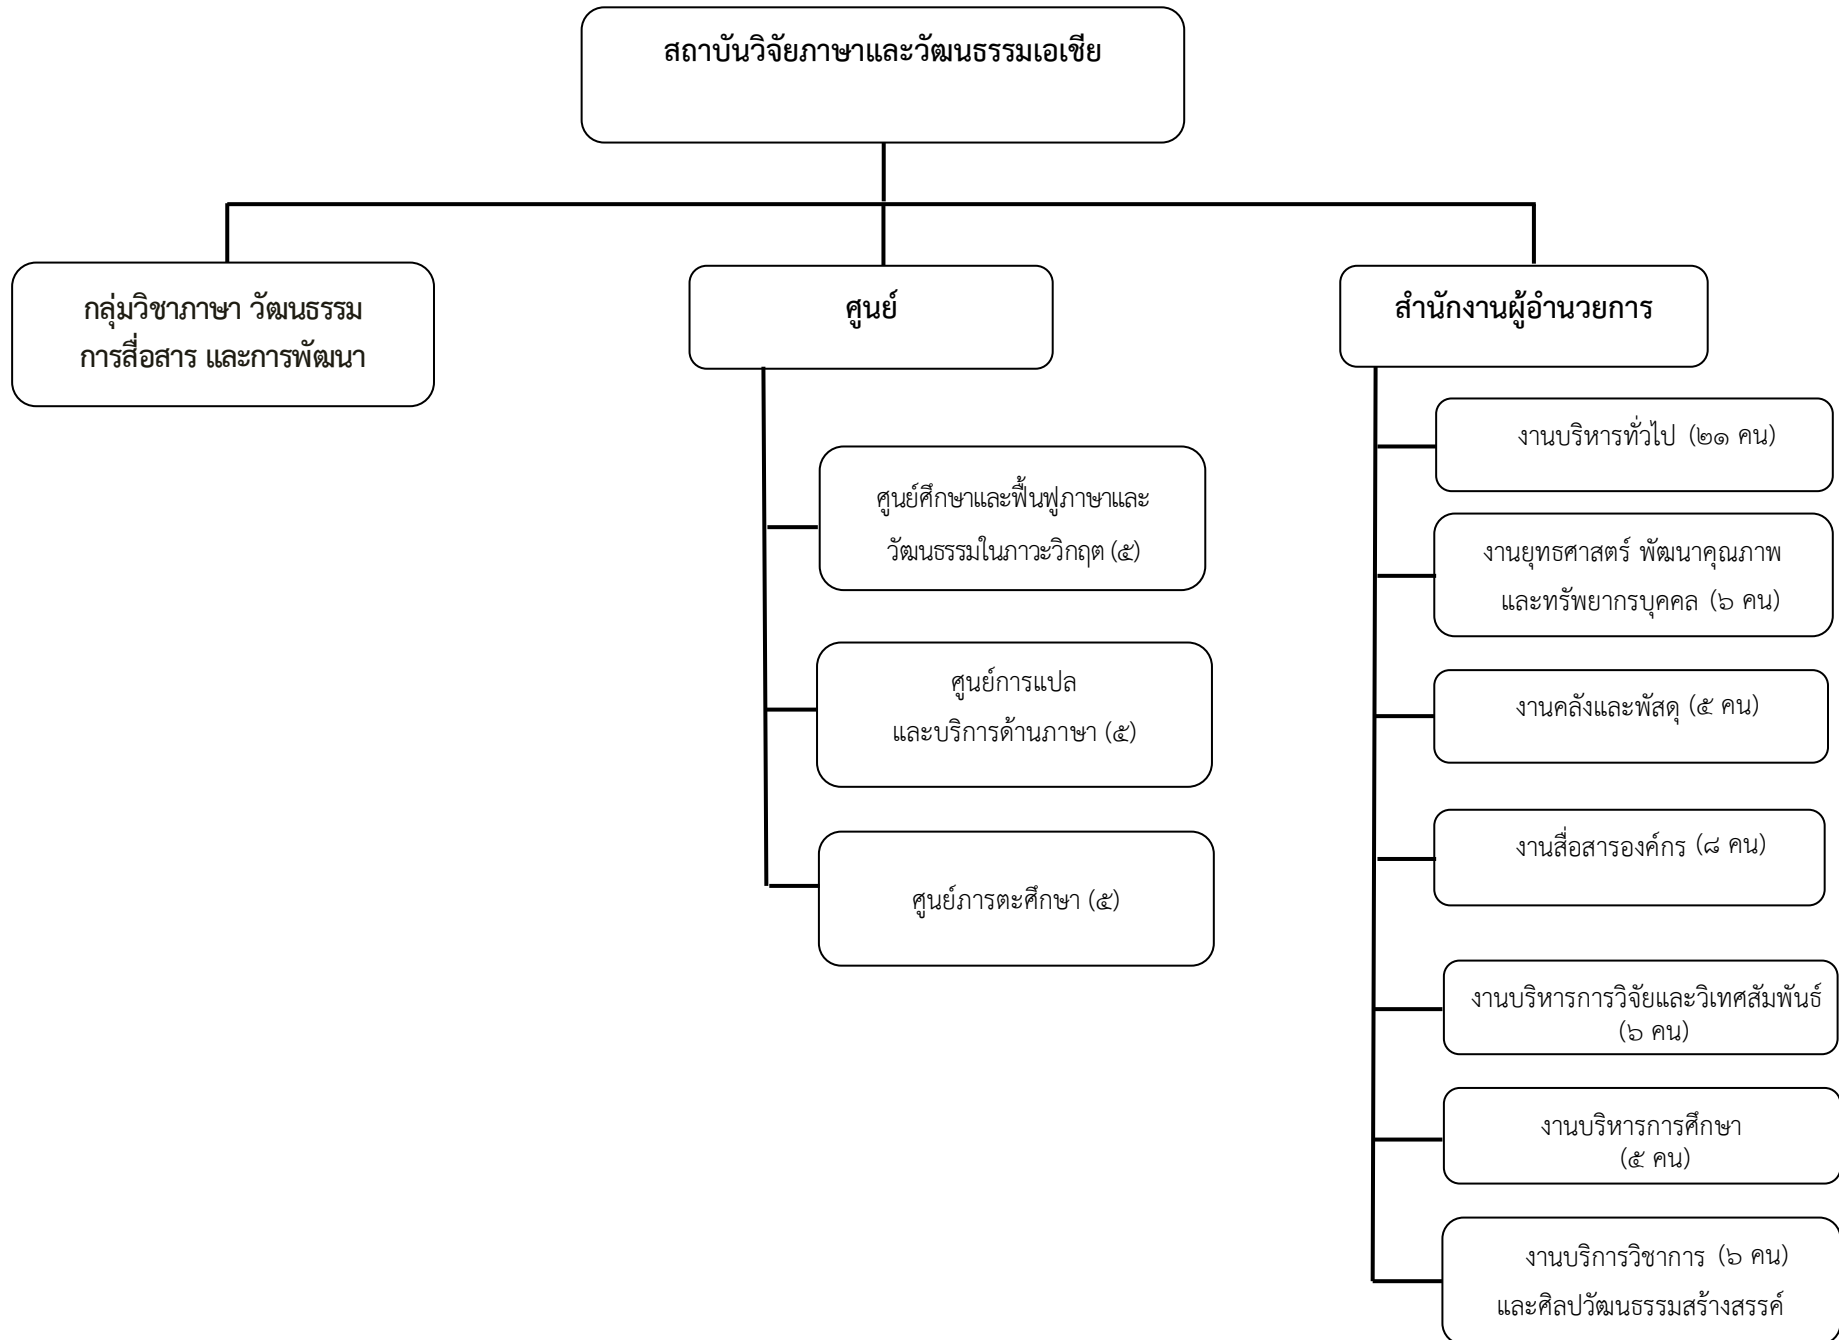 สถาบันวิจัยภาษาและวัฒนธรรมเอเชีย
กลุ่มวิชาภาษา วัฒนธรรม
การสื่อสาร และการพัฒนา
ศูนย์
ศูนย์ศึกษาและฟื้นฟูภาษาและ
วัฒนธรรมในภาวะวิกฤต (๕)
ศูนย์การแปล
และบริการด้านภาษา (๕)
ศูนย์ภารตะศึกษา (๕)
สำนักงานผู้อำนวยการ
งานบริหารทั่วไป (๒๑ คน)
งานยุทธศาสตร์ พัฒนาคุณภาพ
และทรัพยากรบุคคล (๖ คน)
งานคลังและพัสดุ (๕ คน)
งานสื่อสารองค์กร (๘ คน)
งานบริหารการวิจัยและวิเทศสัมพันธ์
(๖ คน)
งานบริหารการศึกษา
(๕ คน)
งานบริการวิชาการ (๖ คน)
และศิลปวัฒนธรรมสร้างสรรค์